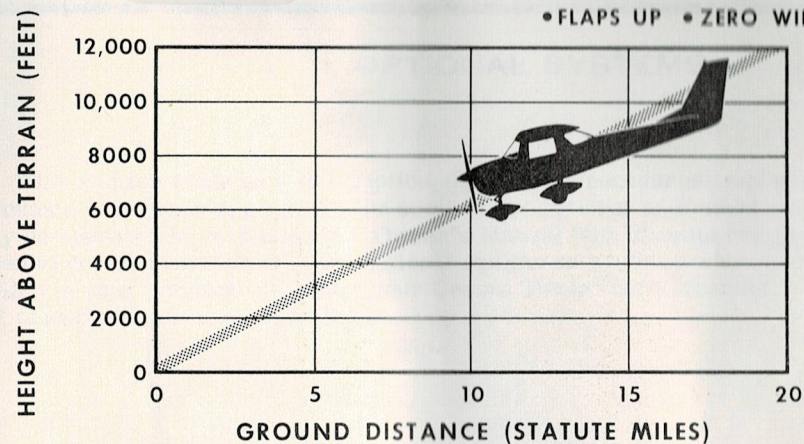 •FLAPS UP •ZERO WI
HEIGHT ABOVE TERRAIN (FEET)
12,000
10,000
8000
6000
4000
2000
0
0 5 10 15 20
GROUND DISTANCE (STATUTE MILES)